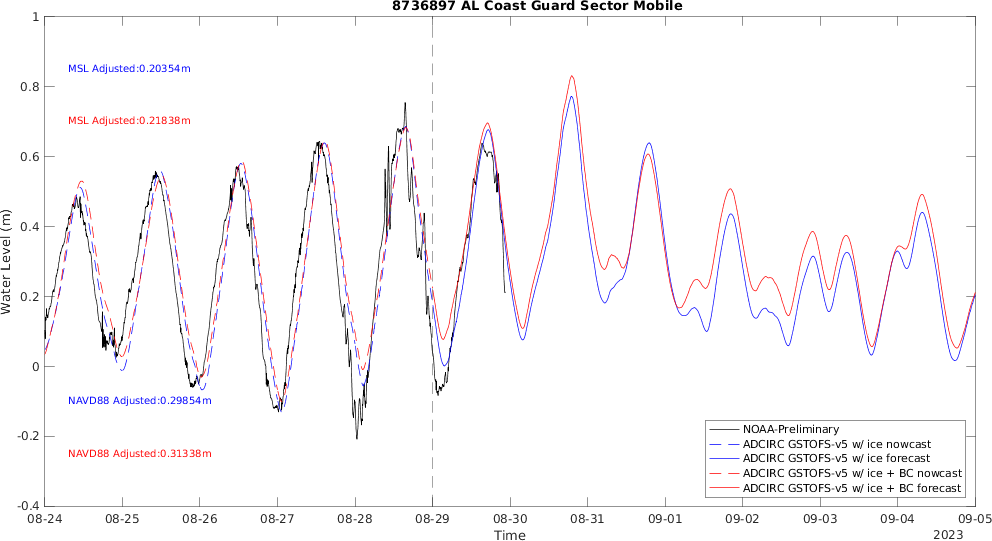 8736897 AL Coast Guard Sector Mobile
Water Level (m)
1
0.8
0.6
0.4
0.2
0
-0.2
-0.4
MSL Adjusted:0.20354m
MSL Adjusted:0.21838m
NAVD88 Adjusted:0.29854m
NAVD88 Adjusted:0.31338m
NOAA-Preliminary
ADCIRC GSTOFS-v5 w/ ice nowcast
ADCIRC GSTOFS-v5 w/ ice forecast
ADCIRC GSTOFS-v5 w/ ice + BC nowcast
ADCIRC GSTOFS-v5 w/ ice + BC forecast
08-24 08-25 08-26 08-27 08-28 08-29 08-30 08-31 09-01 09-02 09-03 09-04 09-05
Time
2023